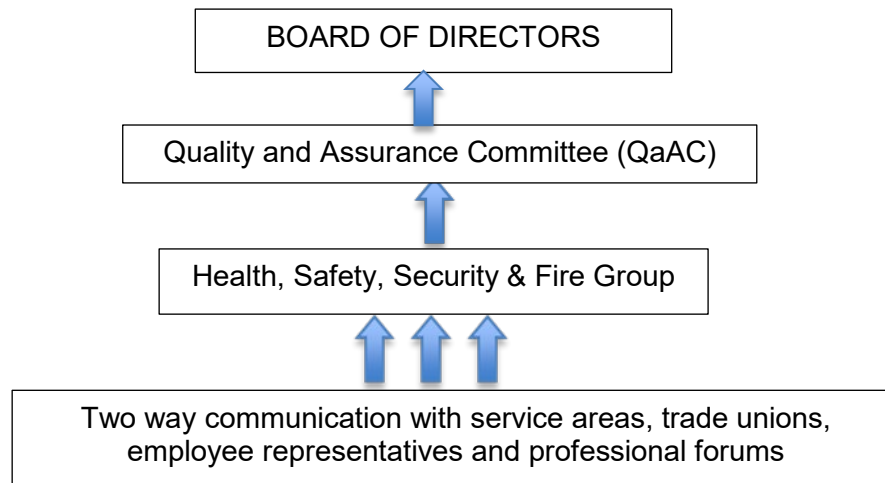 BOARD OF DIRECTORS
Quality and Assurance Committee (QaAC)
Health, Safety, Security & Fire Group
Two way communication with service areas, trade unions,
employee representatives and professional forums